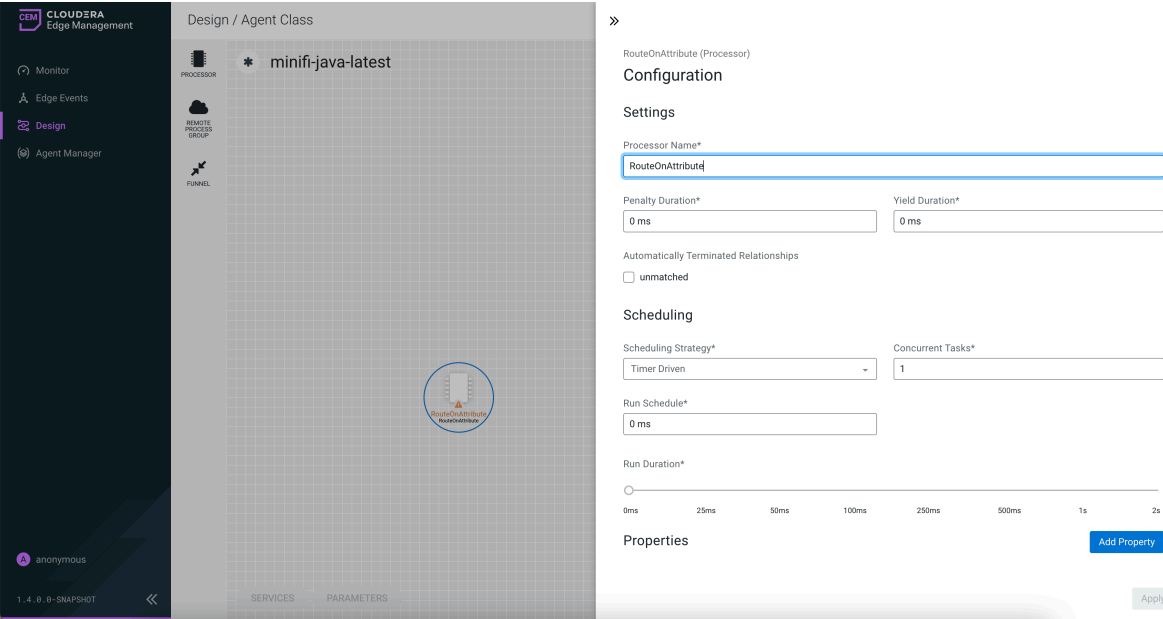 CEM CLOUDERA
Edge Management
Monitor
Edge Events
Design
Agent Manager
A anonymous
1.4.0.0-SNAPSHOT
Design / Agent Class
PROCESSOR
REMOTE
PROCESS
GROUP
FUNNEL
minifi-java-latest
RouteOnAttribute
RouteOnAttribute
SERVICES PARAMETERS
RouteOnAttribute (Processor)
Configuration
Settings
Processor Name*
RouteOnAttribute
Penalty Duration* Yield Duration*
0 ms 0 ms
Automatically Terminated Relationships
unmatched
Scheduling
Scheduling Strategy* Concurrent Tasks*
Timer Driven 1
Run Schedule*
0 ms
Run Duration*
0ms 25ms 50ms 100ms 250ms 500ms 1s 2s
Properties Add Property
Apply